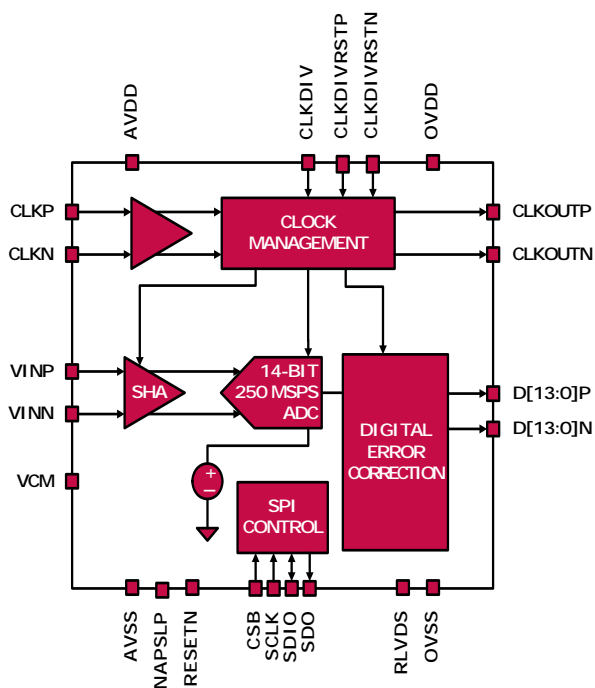 AVDD
CLKDIV
CLKDIVRSTP
CLKDIVRSTN
OVDD
CLKP
CLKN
CLOCK
MANAGEMENT
CLKOUTP
CLKOUTN
VINP
VINN
SHA
14-BIT
250 MSPS
ADC
D[13:0]P
D[13:0]N
DIGITAL
ERROR
CORRECTION
VCM
+
−
SPI
CONTROL
AVSS
NAPSLP
RESETN
CSB
SCLK
SDIO
SDO
RLVDS
OVSS